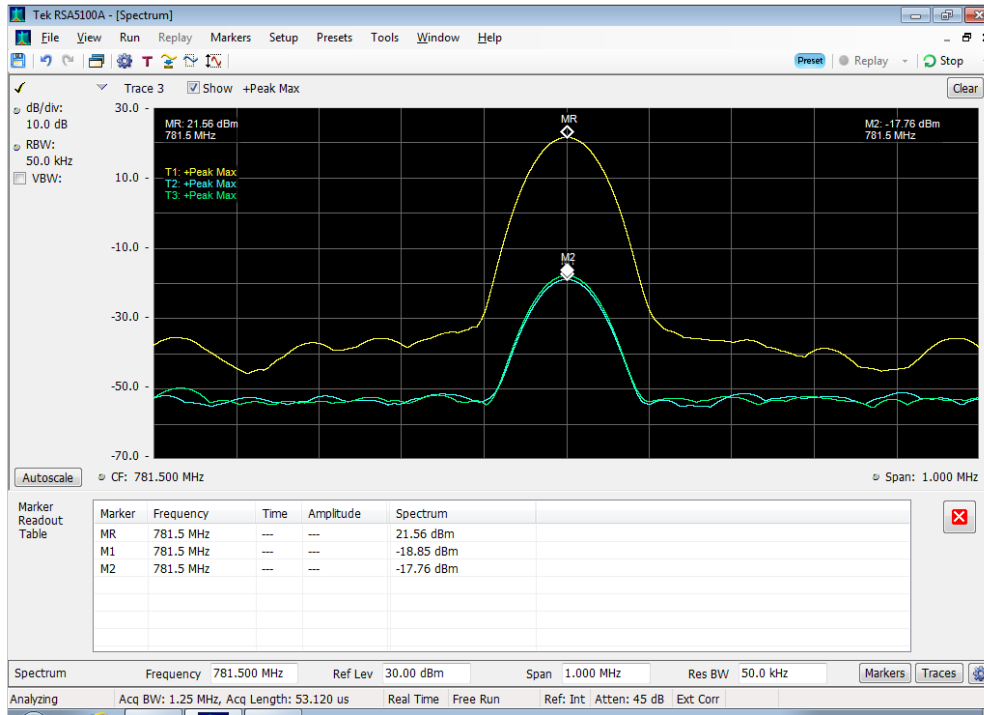 Tek RSA5100A - [Spectrum]
File View Run Replay Markers Setup Presets Tools Window Help
T Preset Replay Stop
Trace 3 Show +Peak Max Clear
dB/div:
10.0 dB
RBW:
50.0 kHz
VBW:
30.0
10.0
-10.0
-30.0
-50.0
-70.0
MR: 21.56 dBm
781.5 MHz
T1: +Peak Max
T2: +Peak Max
T3: +Peak Max
MR
M2
M2: -17.76 dBm
781.5 MHz
Autoscale CF: 781.500 MHz Span: 1.000 MHz
Marker
Readout
Table
Marker Frequency Time Amplitude Spectrum
MR 781.5 MHz --- --- 21.56 dBm
M1 781.5 MHz --- --- -18.85 dBm
M2 781.5 MHz --- --- -17.76 dBm
Spectrum Frequency 781.500 MHz Ref Lev 30.00 dBm Span 1.000 MHz Res BW 50.0 kHz Markers Traces
Analyzing Acq BW: 1.25 MHz, Acq Length: 53.120 us Real Time Free Run Ref: Int Atten: 45 dB Ext Corr